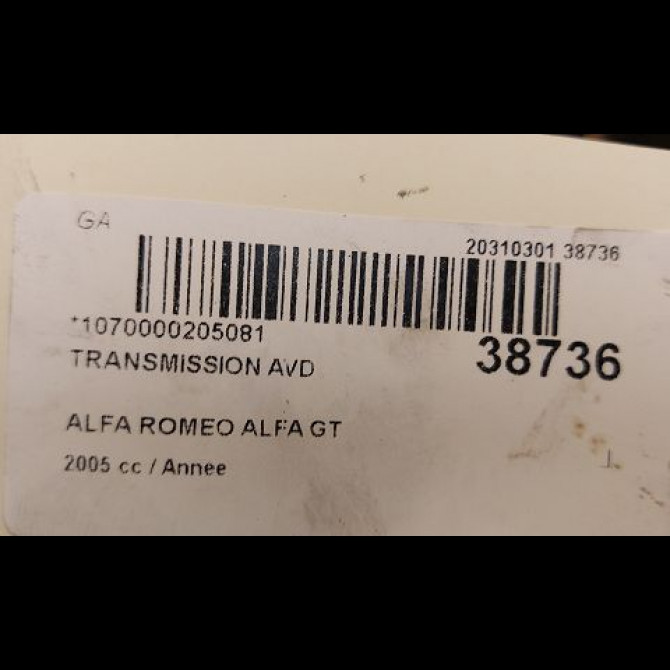 GA
20310301 38736
*1070000205081
38736
TRANSMISSION AVD
ALFA ROMEO ALFA GT
2005 cc / Annee